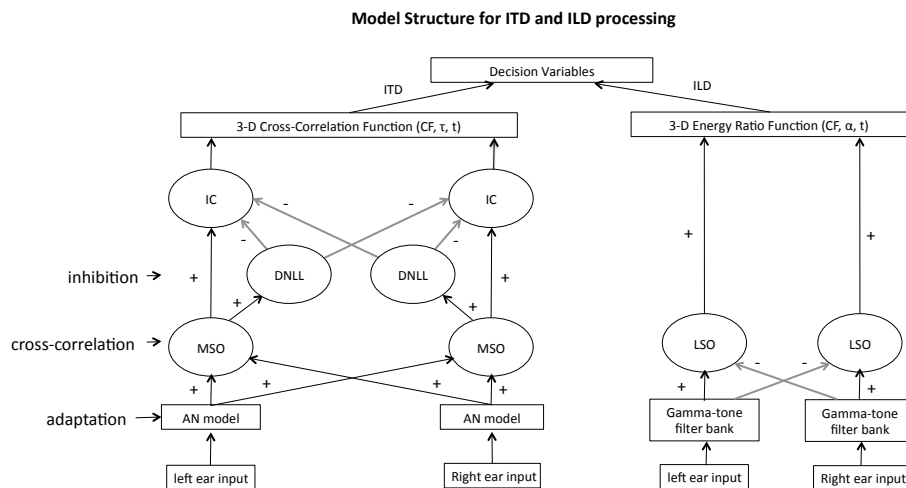 Model Structure for ITD and ILD processing
Decision Variables
ITD
ILD
3-D Cross-Correlation Function (CF, τ, t)
3-D Energy Ratio Function (CF, α, t)
IC
IC
-
-
-
-
+
+
+
+
inhibition
DNLL
DNLL
+
+
cross-correlation
MSO
MSO
LSO
LSO
+
+
+
+
+
-
-
+
adaptation
AN model
AN model
Gamma-tone
filter bank
Gamma-tone
filter bank
left ear input
Right ear input
left ear input
Right ear input